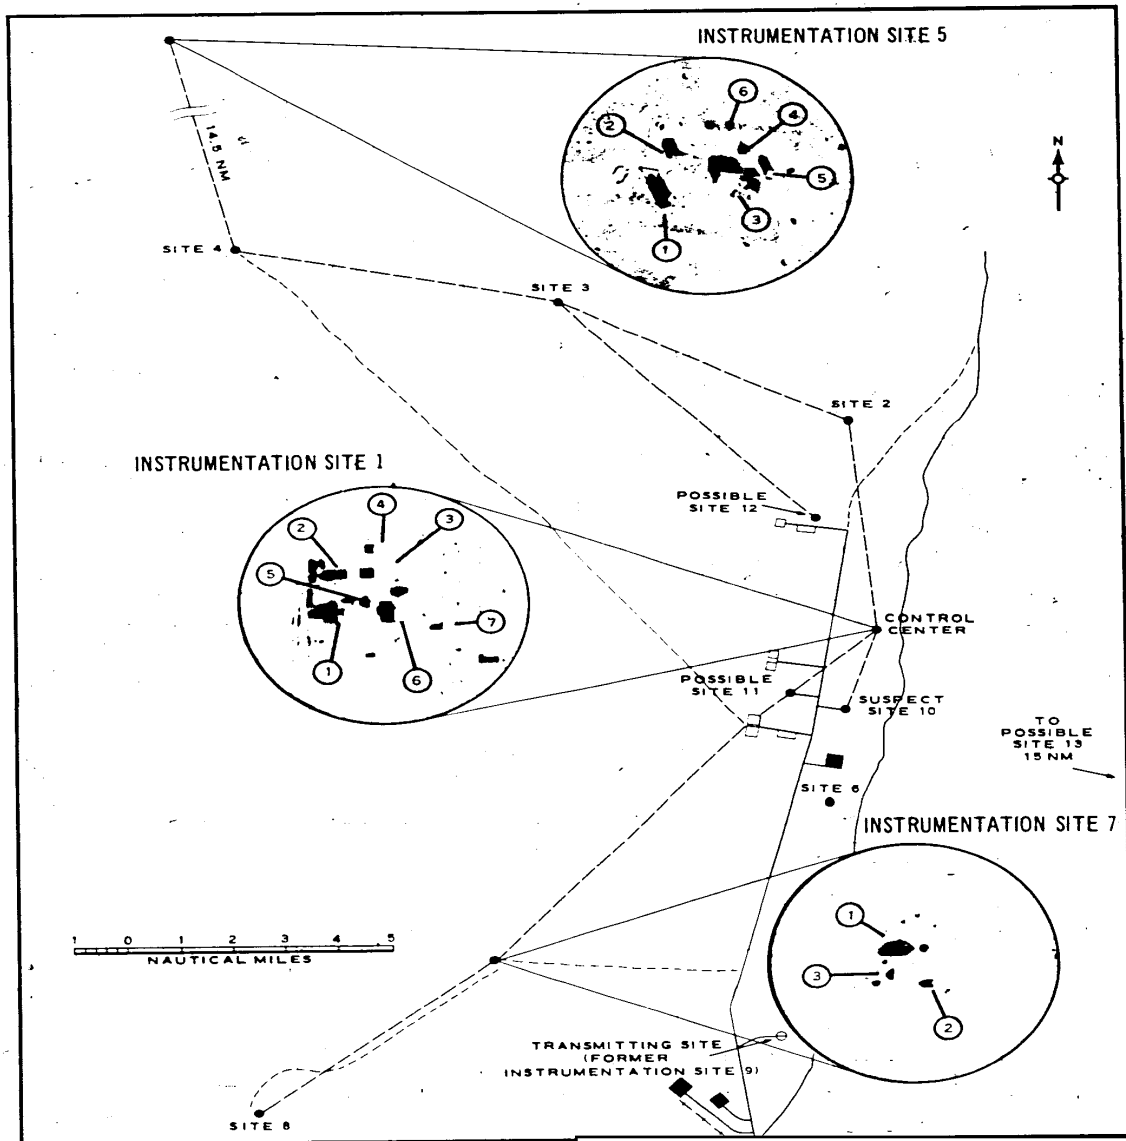 INSTRUMENTATION SITE 5
6
4
2
5
3
1
N
14.5 NM
SITE 4
SITE 3
SITE 2
INSTRUMENTATION SITE 1
POSSIBLE
SITE 12
4
3
2
5
7
1
6
CONTROL
CENTER
POSSIBLE
SITE 11
SUSPECT
SITE 10
TO
POSSIBLE
SITE 13
15 NM
SITE 6
INSTRUMENTATION SITE 7
1
3
2
1 0 1 2 3 4 5
NAUTICAL MILES
TRANSMITTING SITE
(FORMER
INSTRUMENTATION SITE 9)
SITE 8